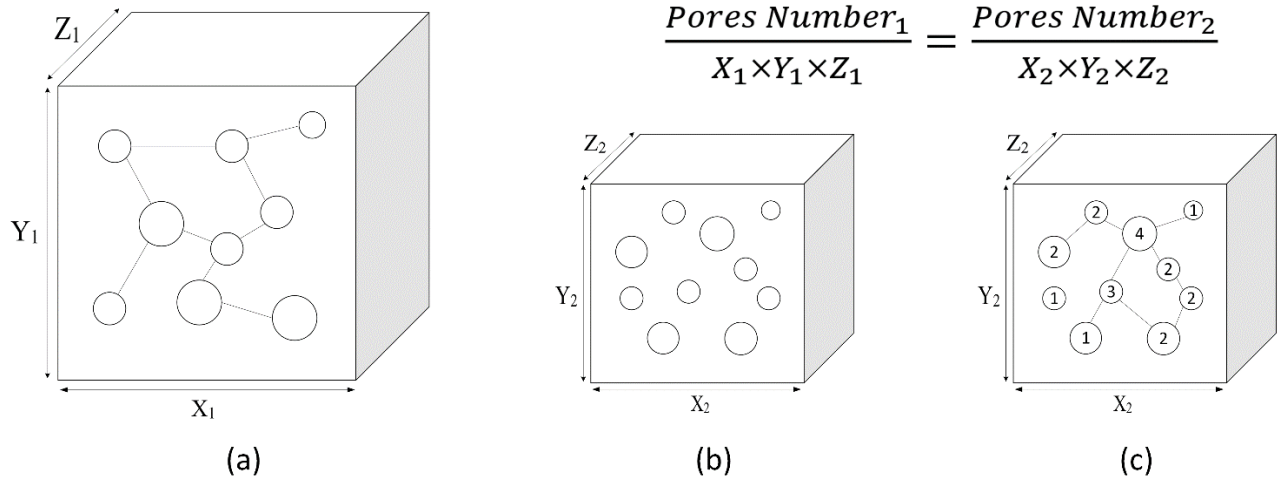 Z₁
Y₁
X₁
(a)
Pores Number₁ / X₁×Y₁×Z₁ = Pores Number₂ / X₂×Y₂×Z₂
Z₂
Y₂
X₂
(b)
Z₂
Y₂
2
4
1
2
2
1
3
2
1
2
X₂
(c)